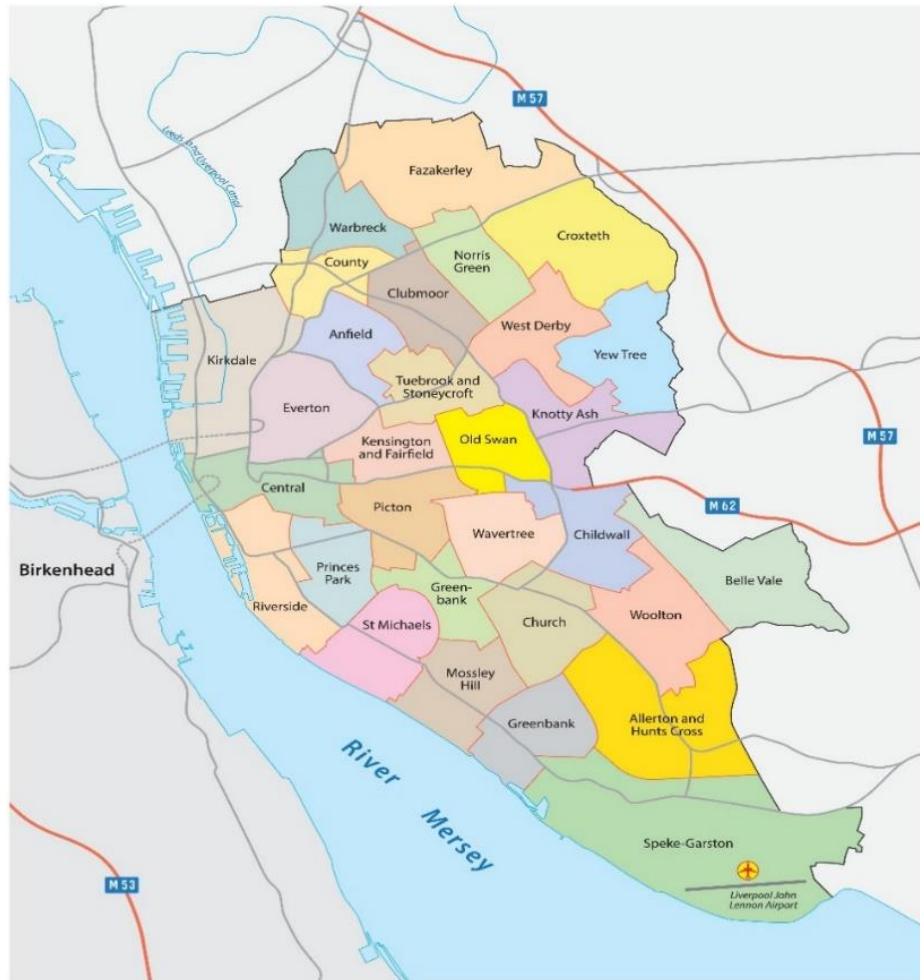 M 57
Leeds and Liverpool Canal
Fazakerley
Warbreck
Croxteth
Norris
Green
County
Clubmoor
West Derby
Anfield
Yew Tree
Kirkdale
Tuebrook and
Stoneycroft
Everton
Knotty Ash
Old Swan
Kensington
and Fairfield
M 57
Central
Picton
M 62
Wavertree
Childwall
Birkenhead
Princes
Park
Belle Vale
Green-
bank
Riverside
Woolton
St Michaels
Church
Mossley
Hill
Greenbank
Allerton and
Hunts Cross
River
Mersey
Speke-Garston
M 53
Liverpool John
Lennon Airport